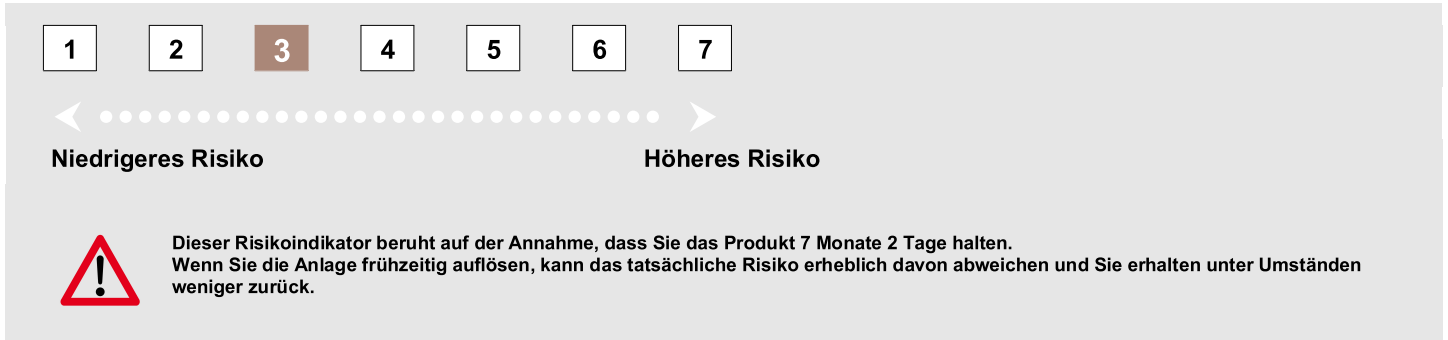 1 2 3 4 5 6 7
Niedrigeres Risiko Höheres Risiko
Dieser Risikoindikator beruht auf der Annahme, dass Sie das Produkt 7 Monate 2 Tage halten.
Wenn Sie die Anlage frühzeitig auflösen, kann das tatsächliche Risiko erheblich davon abweichen und Sie erhalten unter Umständen
weniger zurück.